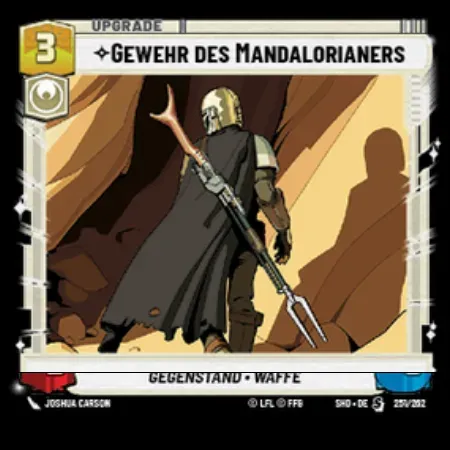 UPGRADE
3
GEWEHR DES MANDALORIANERS
GEGENSTAND • WAFFE
JOSHUA CARSON
Ⓒ LFL Ⓒ FFG
SHD • DE
251/262